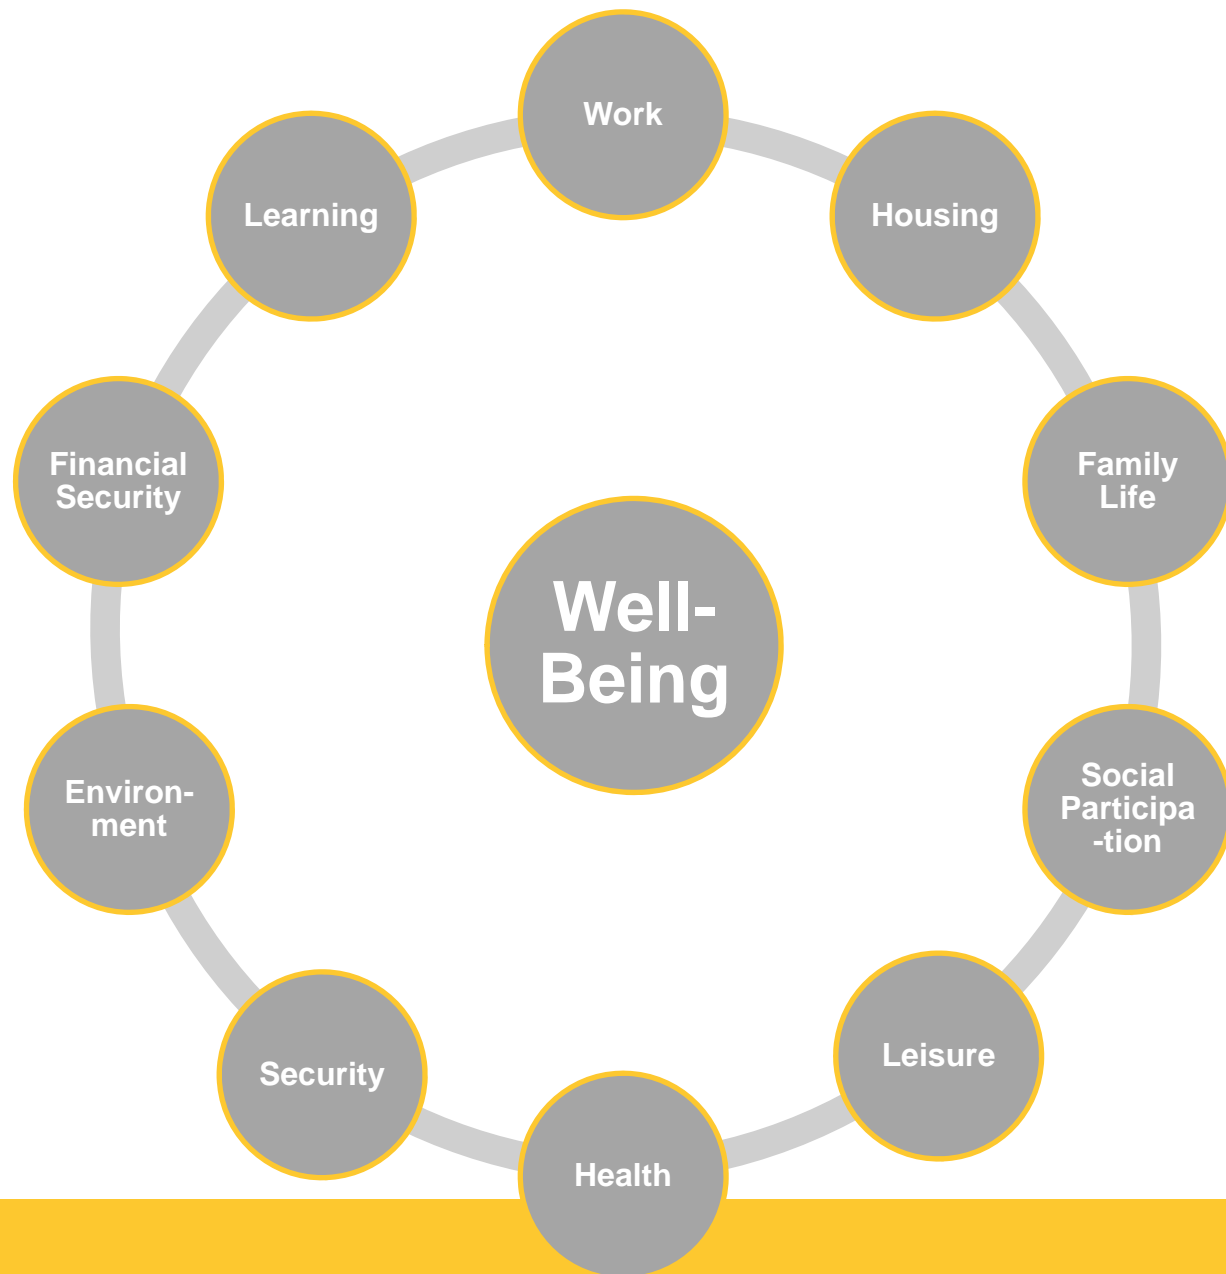 Work
Learning
Housing
Financial
Security
Family
Life
Well-
Being
Environ-
ment
Social
Participa
-tion
Security
Leisure
Health